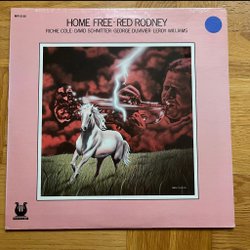 HOME FREE·RED RODNEY
RICHIE COLE·DAVID SCHNITTER·GEORGE DUVIVIER·LEROY WILLIAMS